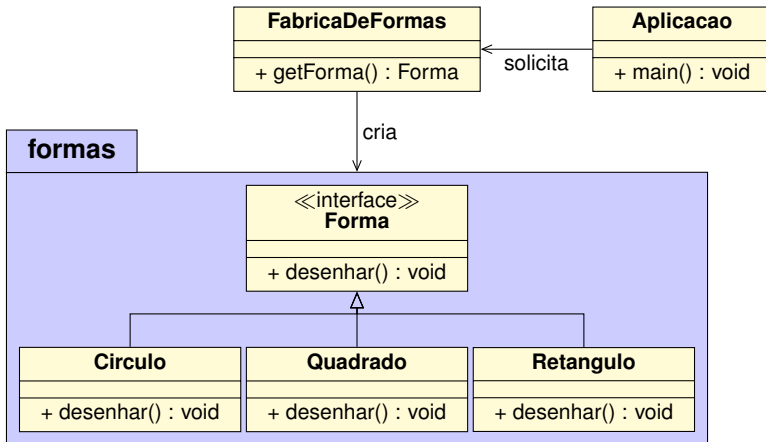 FabricaDeFormas
+ getForma() : Forma
Aplicacao
+ main() : void
solicita
cria
formas
≪interface≫
Forma
+ desenhar() : void
Circulo
+ desenhar() : void
Quadrado
+ desenhar() : void
Retangulo
+ desenhar() : void